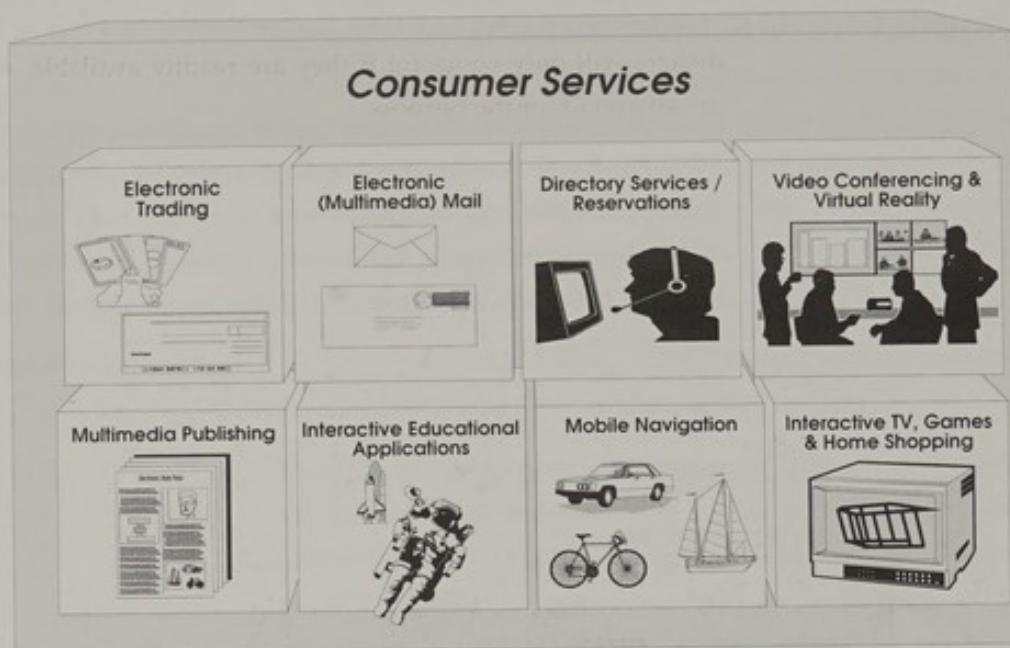 Consumer Services
Electronic
Trading
Electronic
(Multimedia) Mail
Directory Services /
Reservations
Video Conferencing &
Virtual Reality
Multimedia Publishing
Interactive Educational
Applications
Mobile Navigation
Interactive TV, Games
& Home Shopping